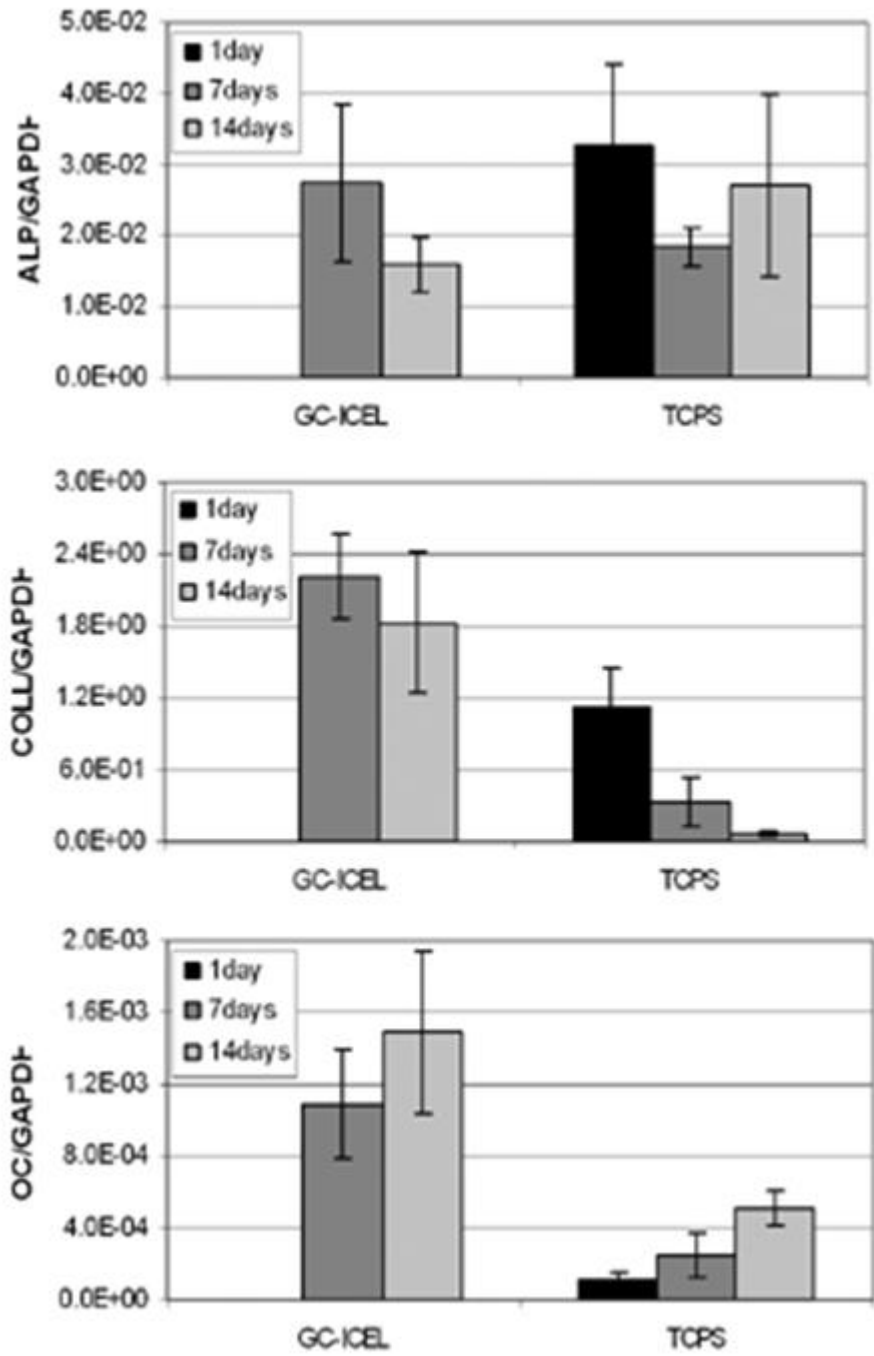 5.0E-02
4.0E-02
3.0E-02
2.0E-02
1.0E-02
0.0E+00
ALP/GAPDH
1day
7days
14days
GC-ICEL
TCPS
3.0E+00
2.4E+00
1.8E+00
1.2E+00
6.0E-01
0.0E+00
COLL/GAPDH
1day
7days
14days
GC-ICEL
TCPS
2.0E-03
1.6E-03
1.2E-03
8.0E-04
4.0E-04
0.0E+00
OC/GAPDH
1day
7days
14days
GC-ICEL
TCPS